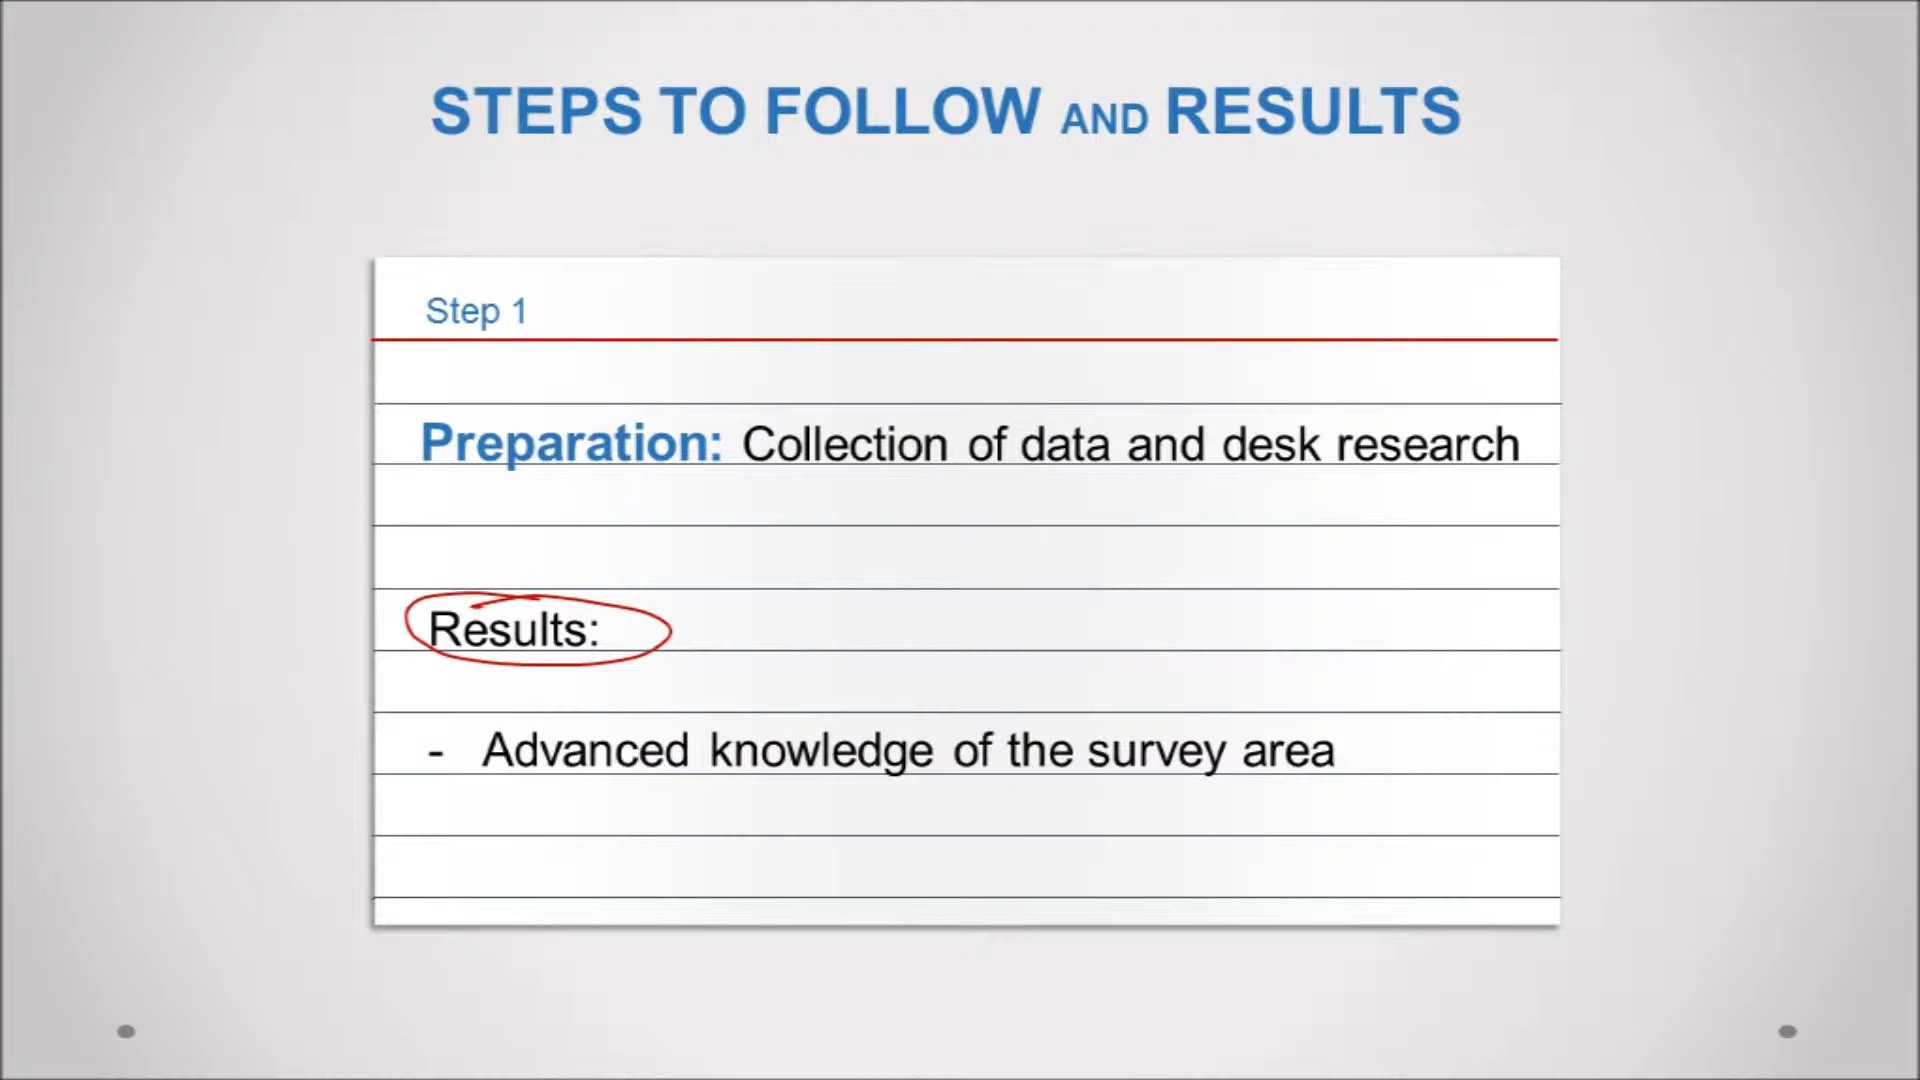 STEPS TO FOLLOW AND RESULTS
Step 1
Preparation: Collection of data and desk research
Results:
- Advanced knowledge of the survey area